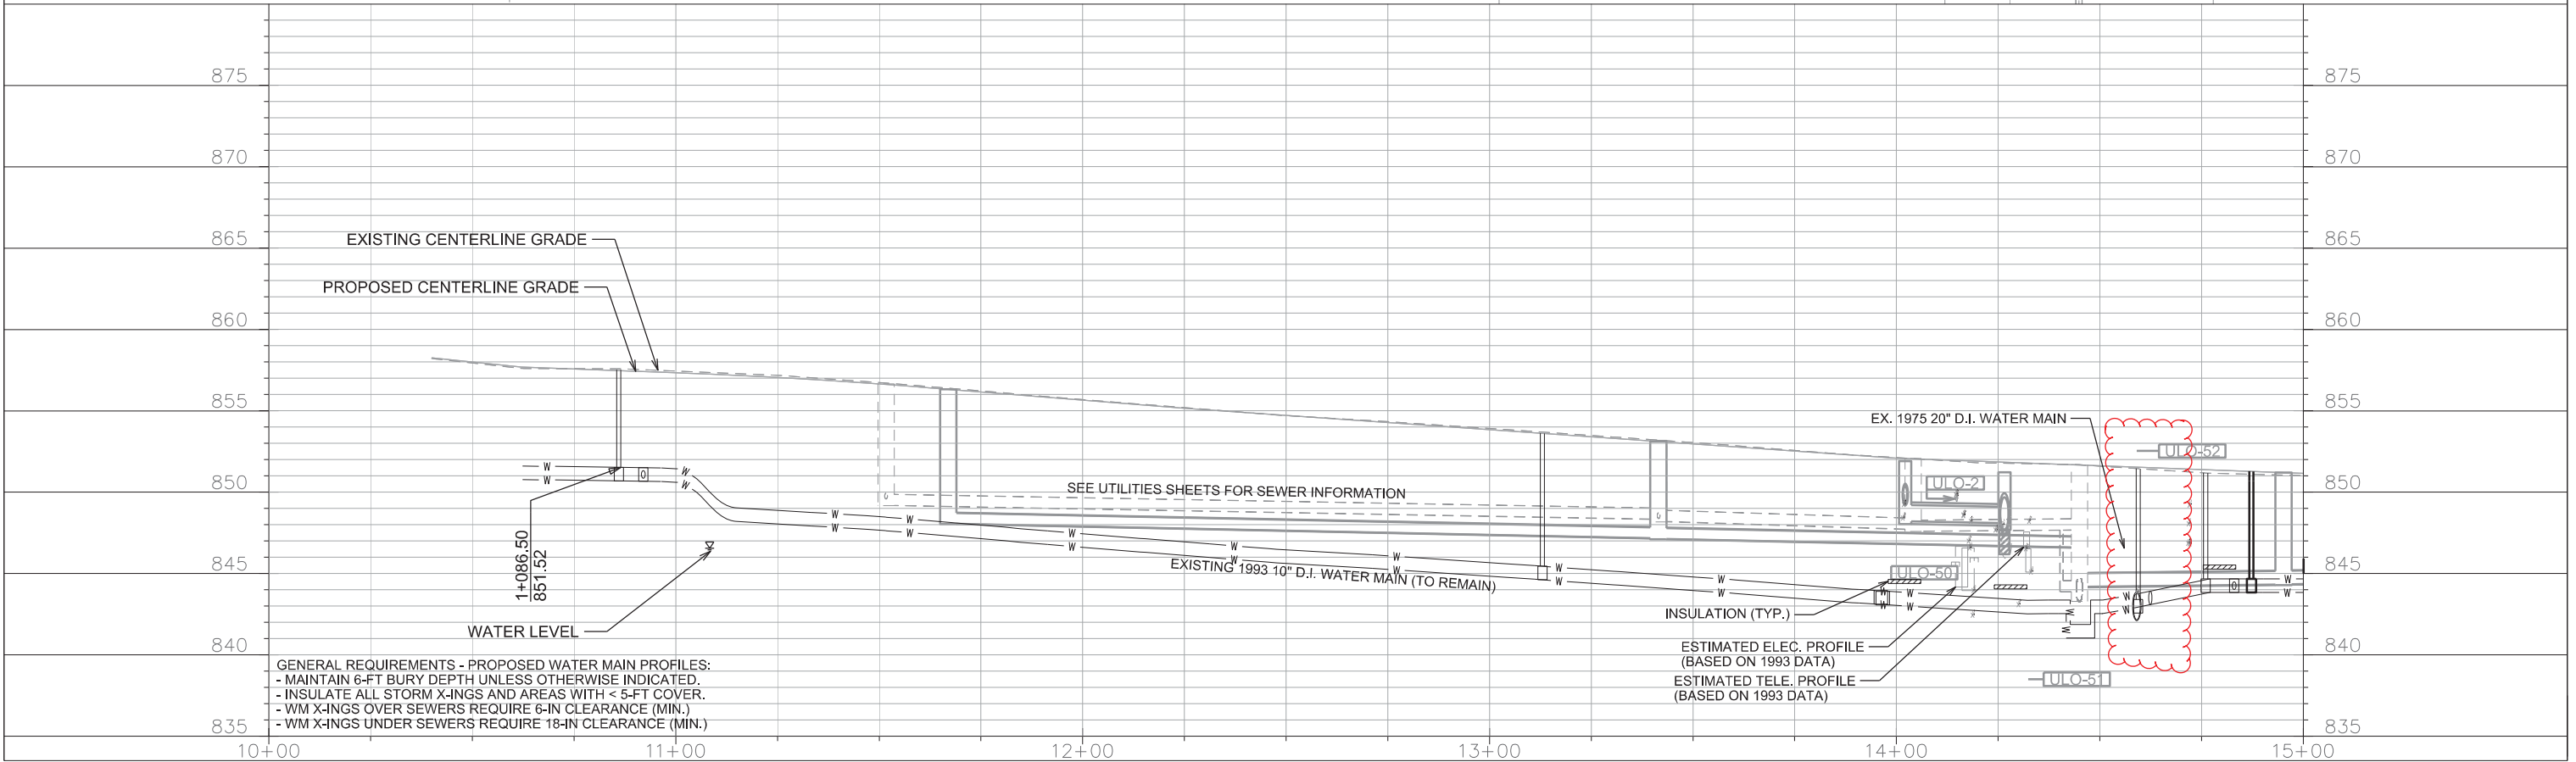 875 875
870 870
865 865
EXISTING CENTERLINE GRADE
PROPOSED CENTERLINE GRADE
860 860
855 855
EX. 1975 20" D.I. WATER MAIN
ULO-52
850 850
SEE UTILITIES SHEETS FOR SEWER INFORMATION
ULO-2
1+086.50
851.52
845 845
EXISTING 1993 10" D.I. WATER MAIN (TO REMAIN)
ULO-50
INSULATION (TYP.)
WATER LEVEL
840 840
ESTIMATED ELEC. PROFILE
(BASED ON 1993 DATA)
ESTIMATED TELE. PROFILE
(BASED ON 1993 DATA)
ULO-51
GENERAL REQUIREMENTS - PROPOSED WATER MAIN PROFILES:
- MAINTAIN 6-FT BURY DEPTH UNLESS OTHERWISE INDICATED.
- INSULATE ALL STORM X-INGS AND AREAS WITH < 5-FT COVER.
- WM X-INGS OVER SEWERS REQUIRE 6-IN CLEARANCE (MIN.)
- WM X-INGS UNDER SEWERS REQUIRE 18-IN CLEARANCE (MIN.)
835 835
10+00 11+00 12+00 13+00 14+00 15+00